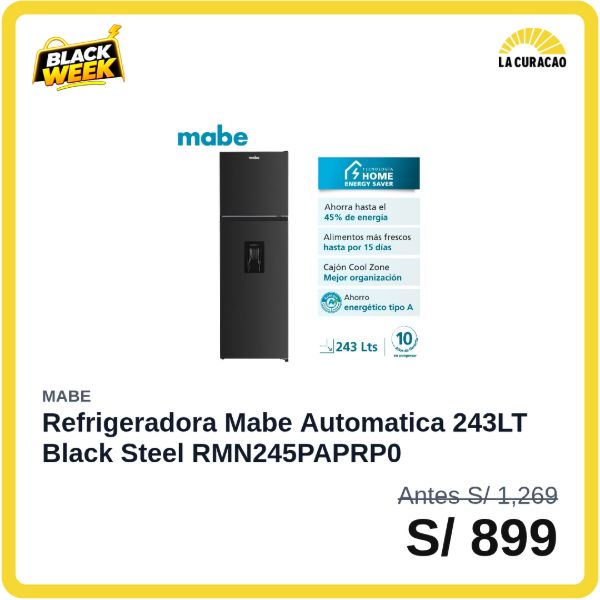 BLACK
WEEK
LA CURACAO
mabe
mabe
TECNOLOGÍA
HOME
ENERGY SAVER
Ahorra hasta el
45% de energía
Alimentos más frescos
hasta por 15 días
Cajón Cool Zone
Mejor organización
Ahorro
energético tipo A
243 Lts
10
MABE
Refrigeradora Mabe Automatica 243LT
Black Steel RMN245PAPRP0
Antes S/ 1,269
S/ 899